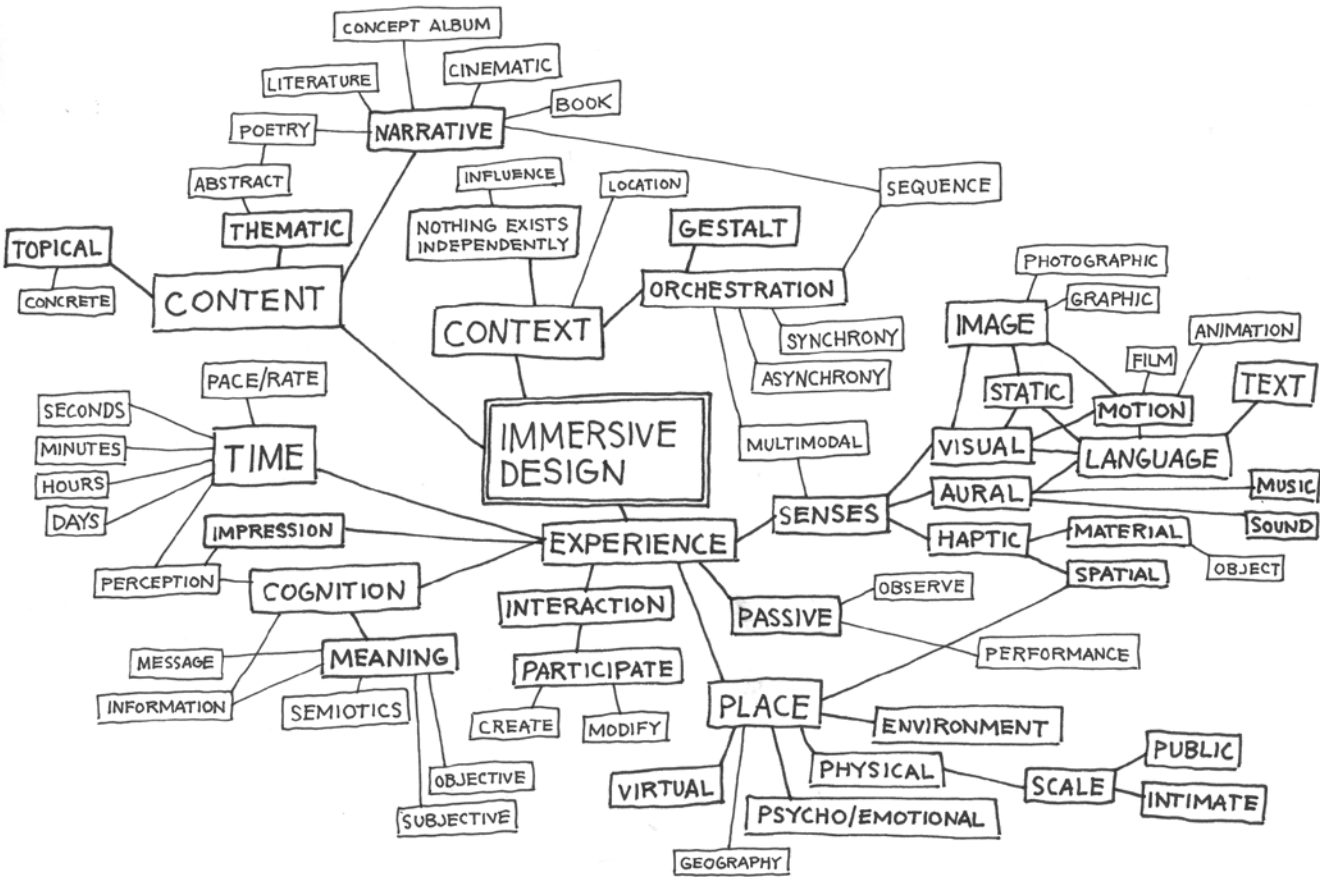 CONCEPT ALBUM
CINEMATIC
LITERATURE
BOOK
POETRY
NARRATIVE
ABSTRACT
INFLUENCE
LOCATION
SEQUENCE
THEMATIC
NOTHING EXISTS
INDEPENDENTLY
GESTALT
TOPICAL
CONCRETE
CONTENT
CONTEXT
ORCHESTRATION
PHOTOGRAPHIC
GRAPHIC
IMAGE
SYNCHRONY
ANIMATION
ASYNCHRONY
FILM
PACE/RATE
STATIC
TEXT
SECONDS
MOTION
MINUTES
TIME
IMMERSIVE
DESIGN
MULTIMODAL
VISUAL
LANGUAGE
HOURS
DAYS
AURAL
MUSIC
SENSES
SOUND
IMPRESSION
EXPERIENCE
HAPTIC
MATERIAL
OBJECT
PERCEPTION
COGNITION
SPATIAL
OBSERVE
INTERACTION
PASSIVE
MESSAGE
MEANING
PERFORMANCE
PARTICIPATE
INFORMATION
SEMIOTICS
PLACE
CREATE
MODIFY
ENVIRONMENT
PUBLIC
OBJECTIVE
VIRTUAL
PHYSICAL
SCALE
INTIMATE
SUBJECTIVE
PSYCHO/EMOTIONAL
GEOGRAPHY